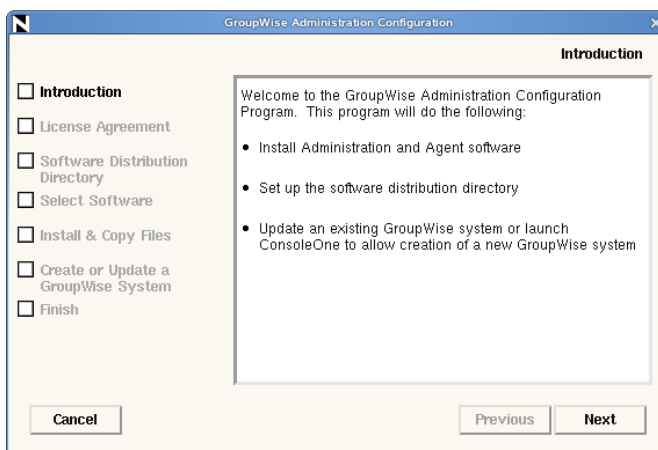 GroupWise Administration Configuration
Introduction
Introduction
License Agreement
Software Distribution
Directory
Select Software
Install & Copy Files
Create or Update a
GroupWise System
Finish
Welcome to the GroupWise Administration Configuration
Program. This program will do the following:
• Install Administration and Agent software
• Set up the software distribution directory
• Update an existing GroupWise system or launch
ConsoleOne to allow creation of a new GroupWise system
Cancel
Previous
Next